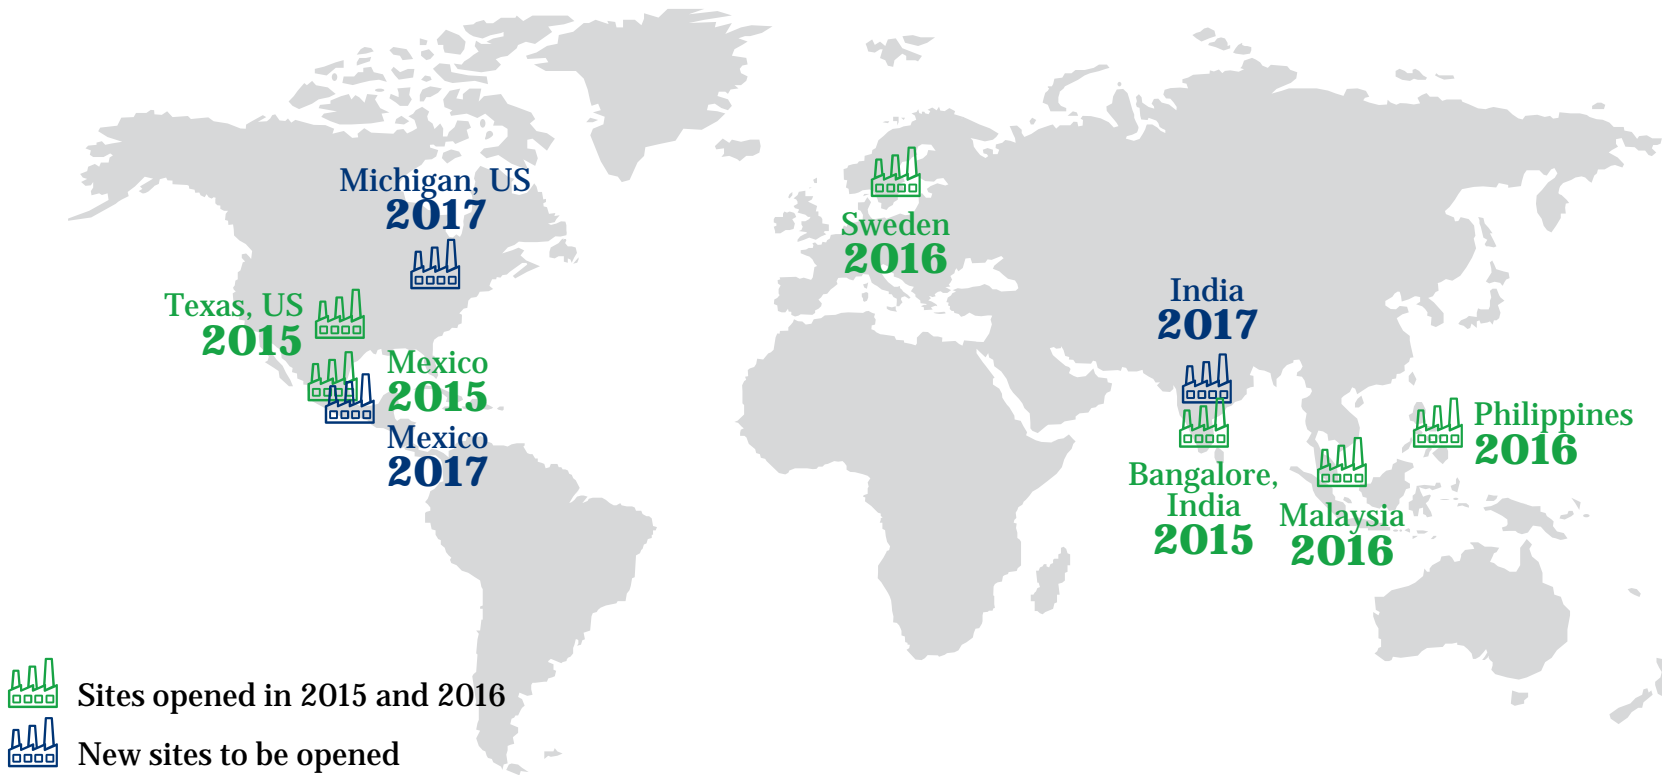 Michigan, US
2017
Texas, US
2015
Mexico
2015
Mexico
2017
Sweden
2016
India
2017
Bangalore,
India
2015
Malaysia
2016
Philippines
2016
Sites opened in 2015 and 2016
New sites to be opened